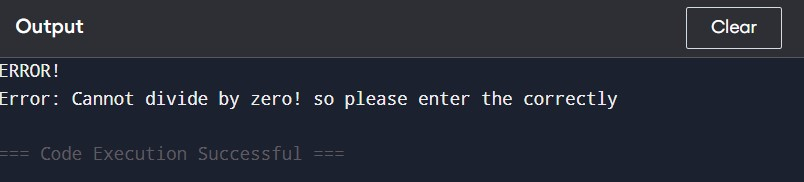 Output
Clear
ERROR!
Error: Cannot divide by zero! so please enter the correctly
=== Code Execution Successful ===